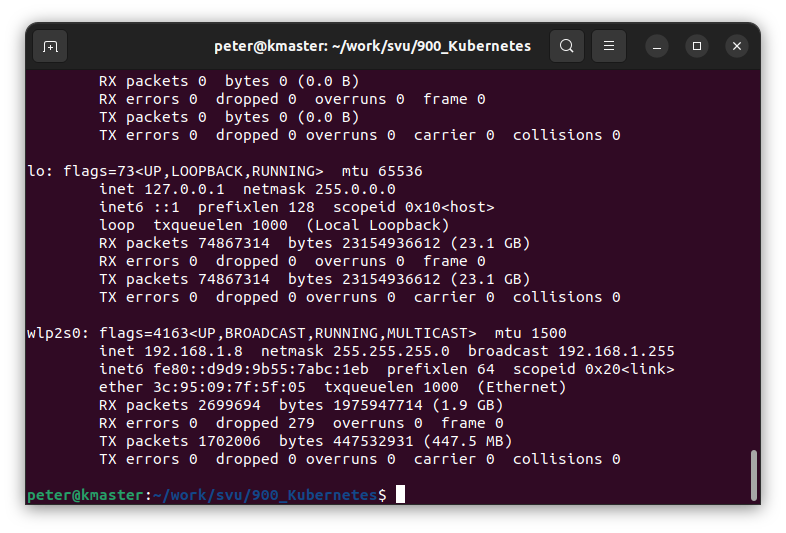 peter@kmaster: ~/work/svu/900_Kubernetes
RX packets 0  bytes 0 (0.0 B)
RX errors 0  dropped 0  overruns 0  frame 0
TX packets 0  bytes 0 (0.0 B)
TX errors 0  dropped 0 overruns 0  carrier 0  collisions 0
lo: flags=73<UP,LOOPBACK,RUNNING>  mtu 65536
inet 127.0.0.1  netmask 255.0.0.0
inet6 ::1  prefixlen 128  scopeid 0x10<host>
loop  txqueuelen 1000  (Local Loopback)
RX packets 74867314  bytes 23154936612 (23.1 GB)
RX errors 0  dropped 0  overruns 0  frame 0
TX packets 74867314  bytes 23154936612 (23.1 GB)
TX errors 0  dropped 0 overruns 0  carrier 0  collisions 0
wlp2s0: flags=4163<UP,BROADCAST,RUNNING,MULTICAST>  mtu 1500
inet 192.168.1.8  netmask 255.255.255.0  broadcast 192.168.1.255
inet6 fe80::d9d9:9b55:7abc:1eb  prefixlen 64  scopeid 0x20<link>
ether 3c:95:09:7f:5f:05  txqueuelen 1000  (Ethernet)
RX packets 2699694  bytes 1975947714 (1.9 GB)
RX errors 0  dropped 279  overruns 0  frame 0
TX packets 1702006  bytes 447532931 (447.5 MB)
TX errors 0  dropped 0 overruns 0  carrier 0  collisions 0
peter@kmaster:~/work/svu/900_Kubernetes$